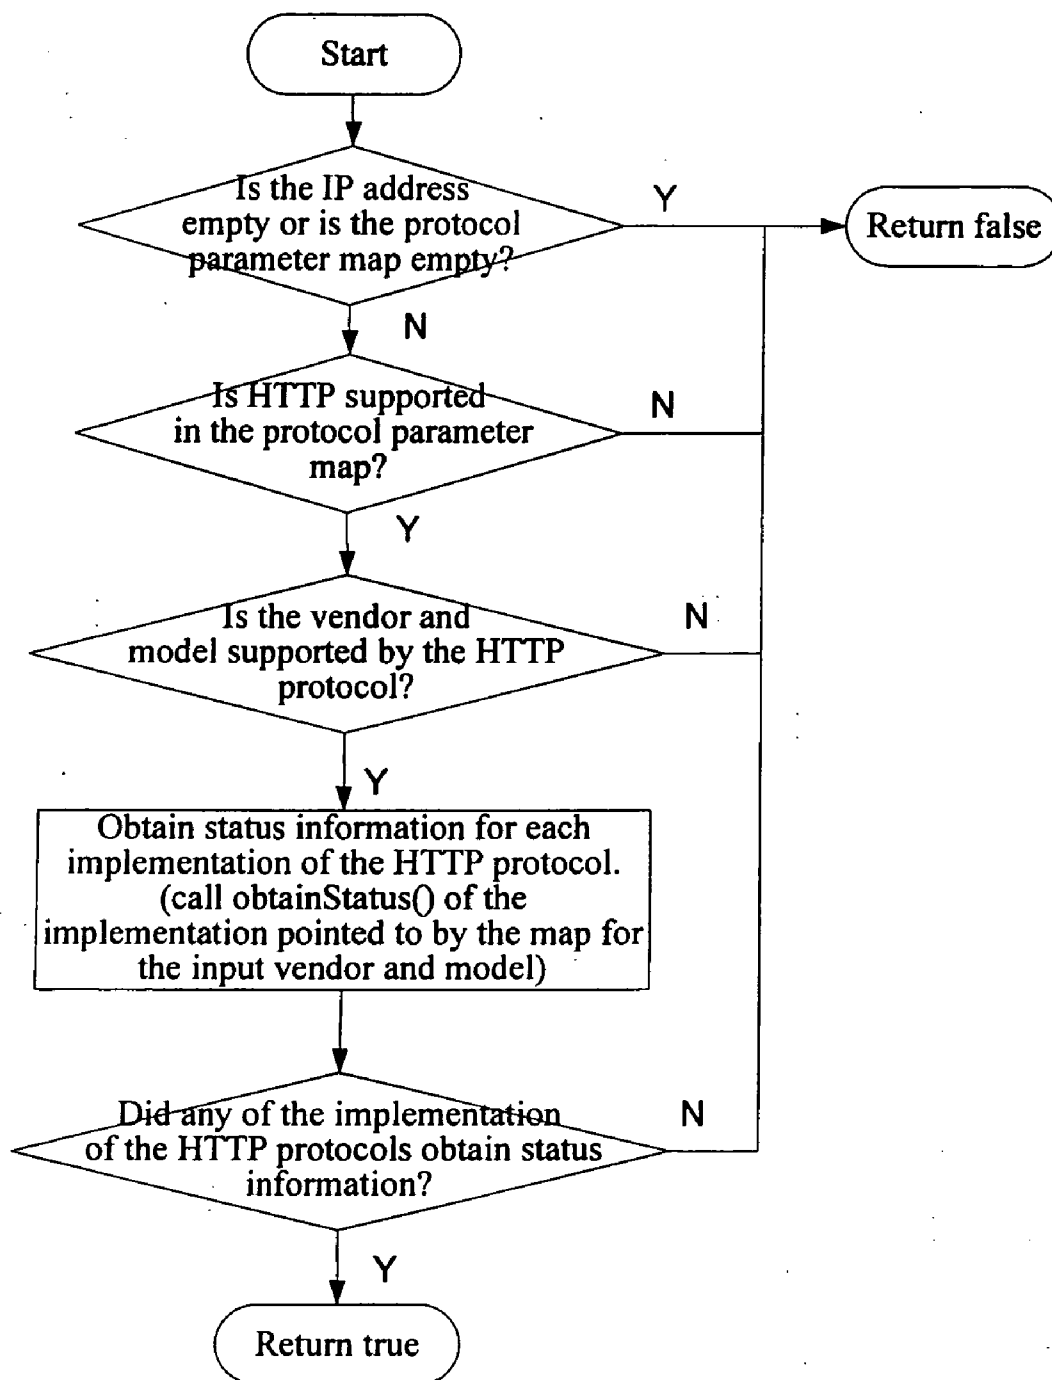 Start
Is the IP address
empty or is the protocol
parameter map empty?
Y
Return false
N
Is HTTP supported
in the protocol parameter
map?
N
Y
Is the vendor and
model supported by the HTTP
protocol?
N
Y
Obtain status information for each
implementation of the HTTP protocol.
(call obtainStatus() of the
implementation pointed to by the map for
the input vendor and model)
Did any of the implementation
of the HTTP protocols obtain status
information?
N
Y
Return true